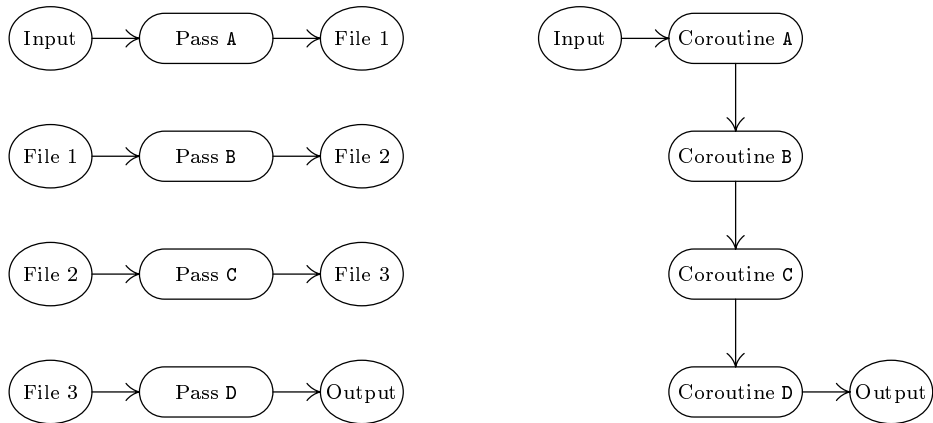 Input Pass A File 1
File 1 Pass B File 2
File 2 Pass C File 3
File 3 Pass D Output
Input Coroutine A
Coroutine B
Coroutine C
Coroutine D Output